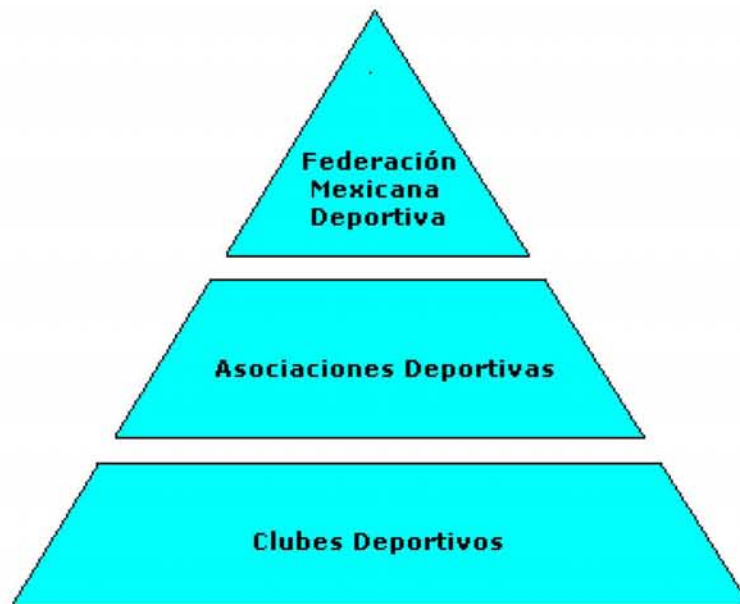 Federación
Mexicana
Deportiva
Asociaciones Deportivas
Clubes Deportivos